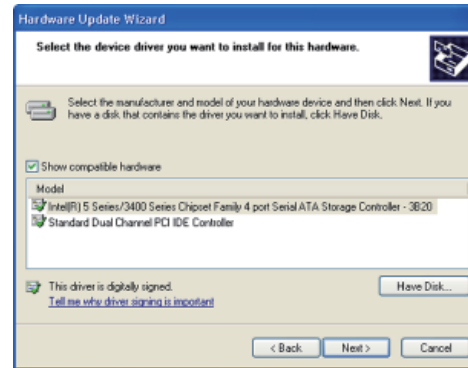 Hardware Update Wizard
Select the device driver you want to install for this hardware.
Select the manufacturer and model of your hardware device and then click Next. If you
have a disk that contains the driver you want to install, click Have Disk.
Show compatible hardware
Model
Intel(R) 5 Series/3400 Series Chipset Family 4 port Serial ATA Storage Controller - 3B20
Standard Dual Channel PCI IDE Controller
This driver is digitally signed.
Have Disk...
Tell me why driver signing is important
< Back
Next >
Cancel